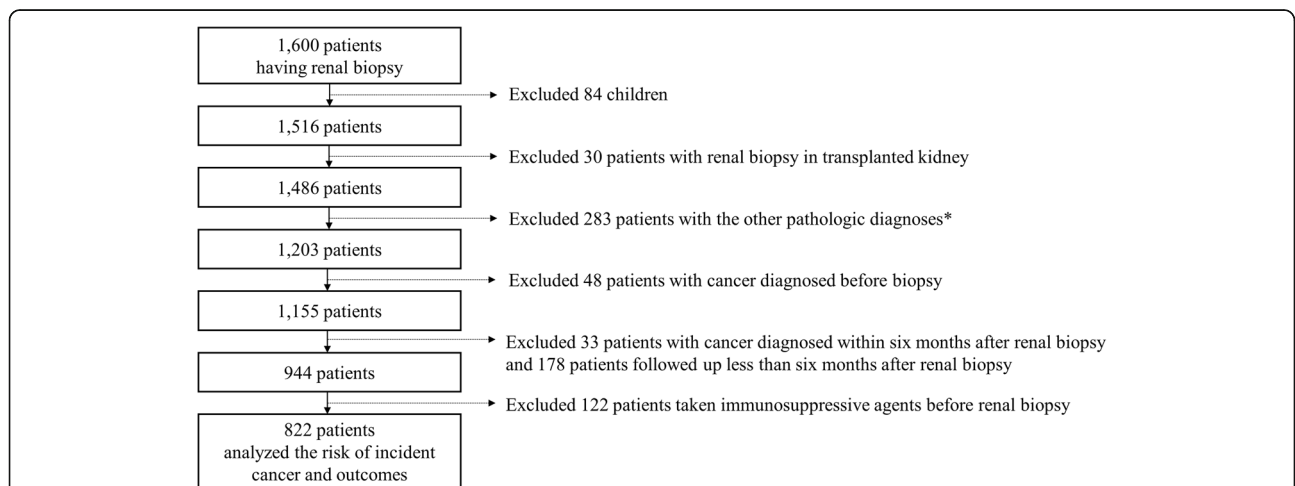 1,600 patients
having renal biopsy
Excluded 84 children
1,516 patients
Excluded 30 patients with renal biopsy in transplanted kidney
1,486 patients
Excluded 283 patients with the other pathologic diagnoses*
1,203 patients
Excluded 48 patients with cancer diagnosed before biopsy
1,155 patients
Excluded 33 patients with cancer diagnosed within six months after renal biopsy
and 178 patients followed up less than six months after renal biopsy
944 patients
Excluded 122 patients taken immunosuppressive agents before renal biopsy
822 patients
analyzed the risk of incident
cancer and outcomes